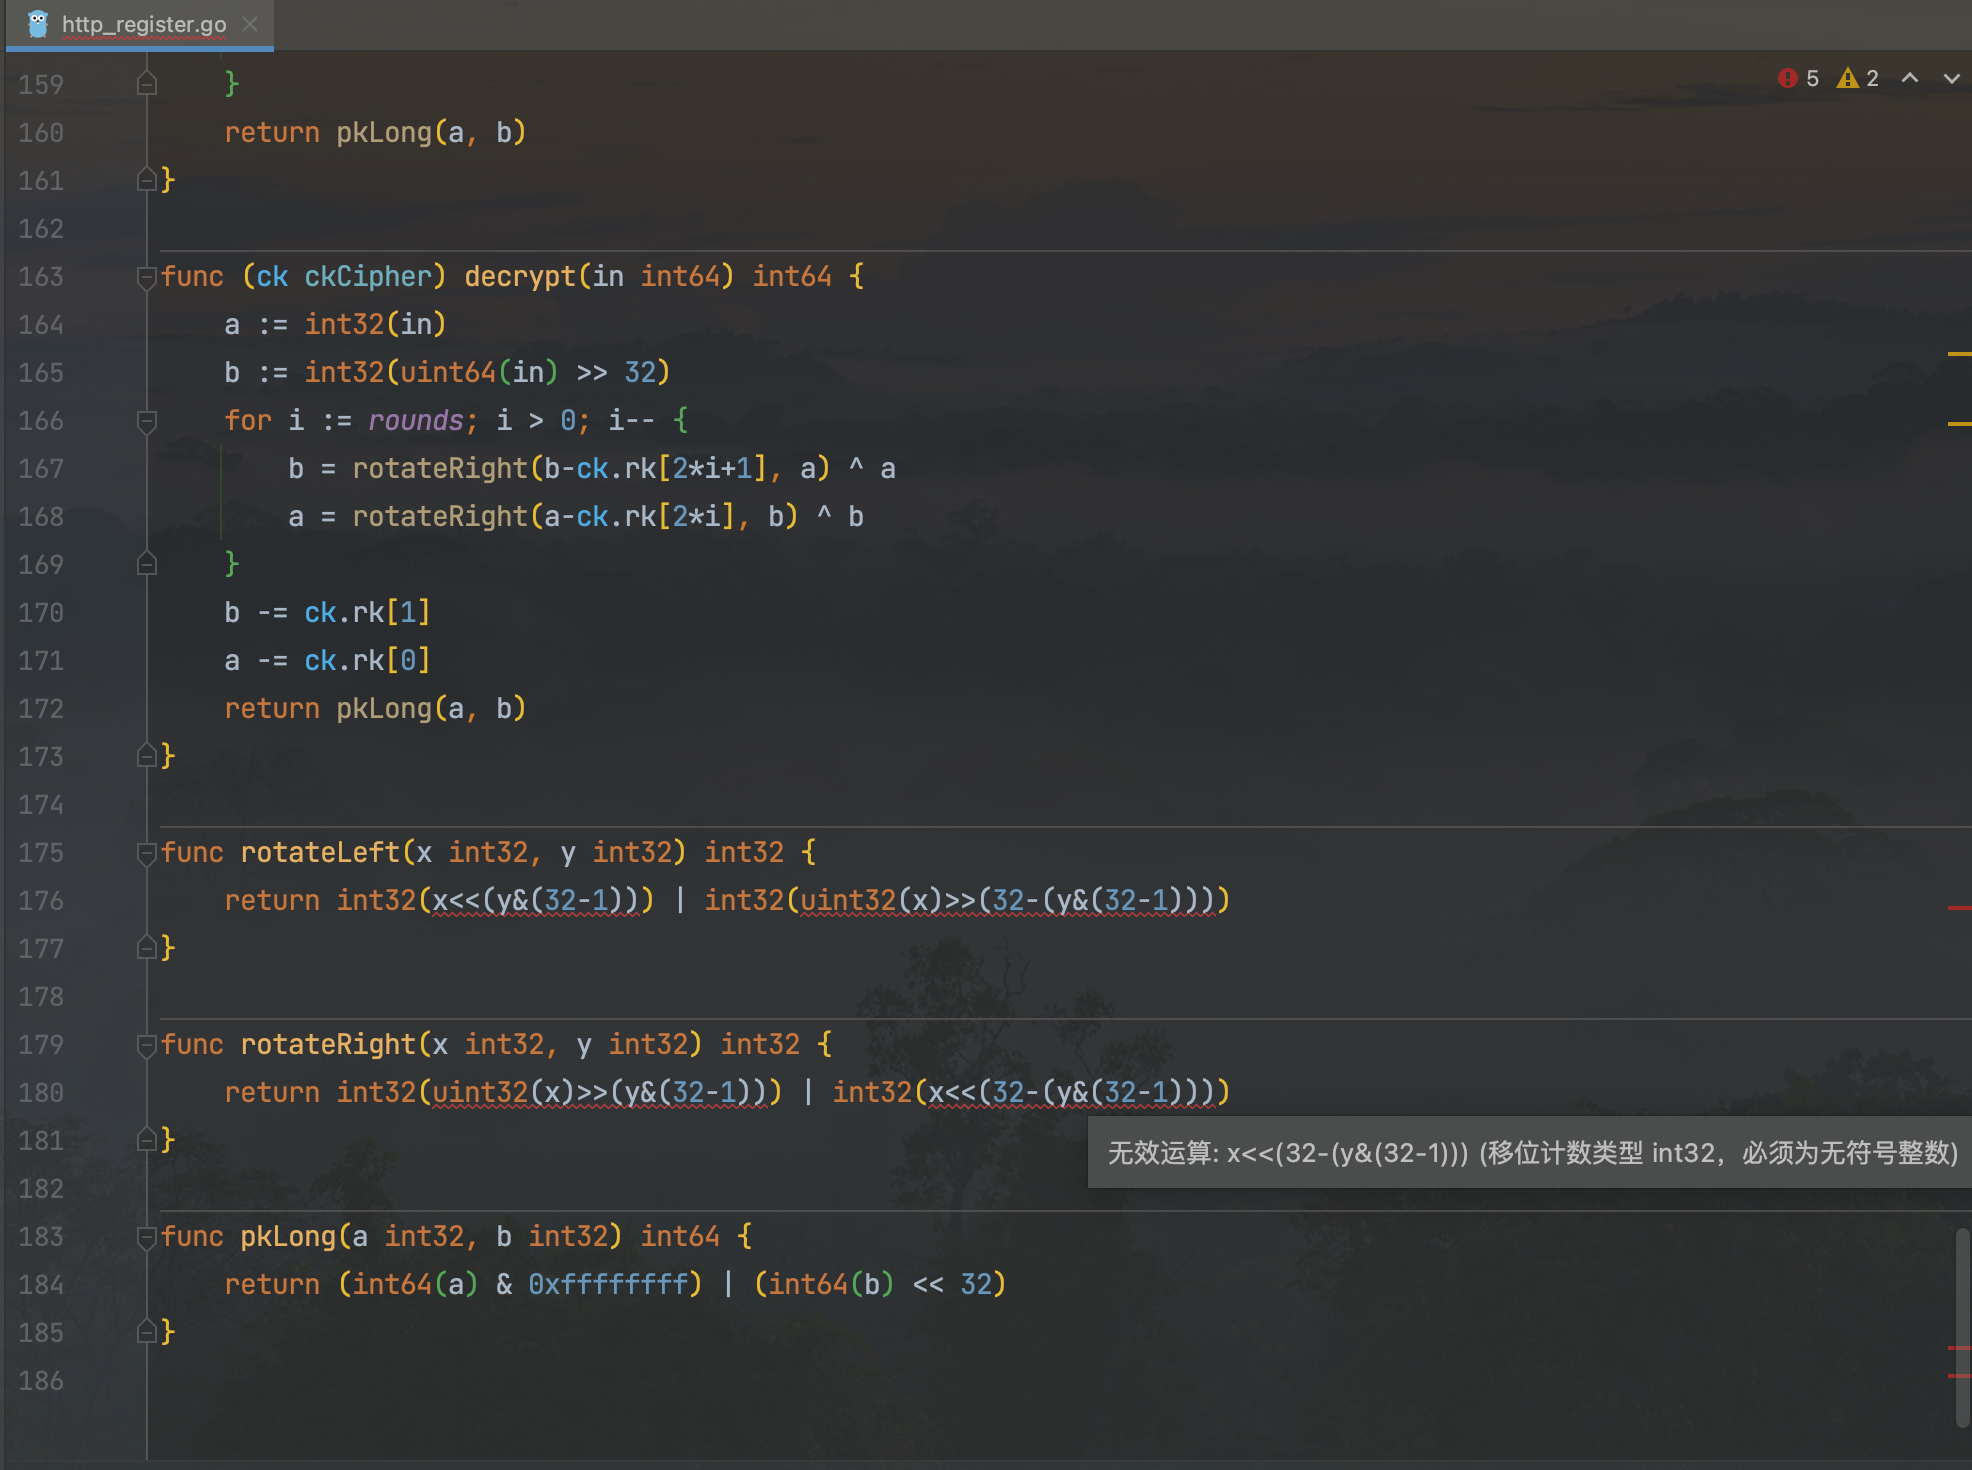 http_register.go
5 2
159 }
160 return pkLong(a, b)
161 }
162
163 func (ck ckCipher) decrypt(in int64) int64 {
164 a := int32(in)
165 b := int32(uint64(in) >> 32)
166 for i := rounds; i > 0; i-- {
167 b = rotateRight(b-ck.rk[2*i+1], a) ^ a
168 a = rotateRight(a-ck.rk[2*i], b) ^ b
169 }
170 b -= ck.rk[1]
171 a -= ck.rk[0]
172 return pkLong(a, b)
173 }
174
175 func rotateLeft(x int32, y int32) int32 {
176 return int32(x<<(y&(32-1))) | int32(uint32(x)>>(32-(y&(32-1))))
177 }
178
179 func rotateRight(x int32, y int32) int32 {
180 return int32(uint32(x)>>(y&(32-1))) | int32(x<<(32-(y&(32-1))))
181 }
无效运算: x<<(32-(y&(32-1))) (移位计数类型 int32，必须为无符号整数)
182
183 func pkLong(a int32, b int32) int64 {
184 return (int64(a) & 0xffffffff) | (int64(b) << 32)
185 }
186